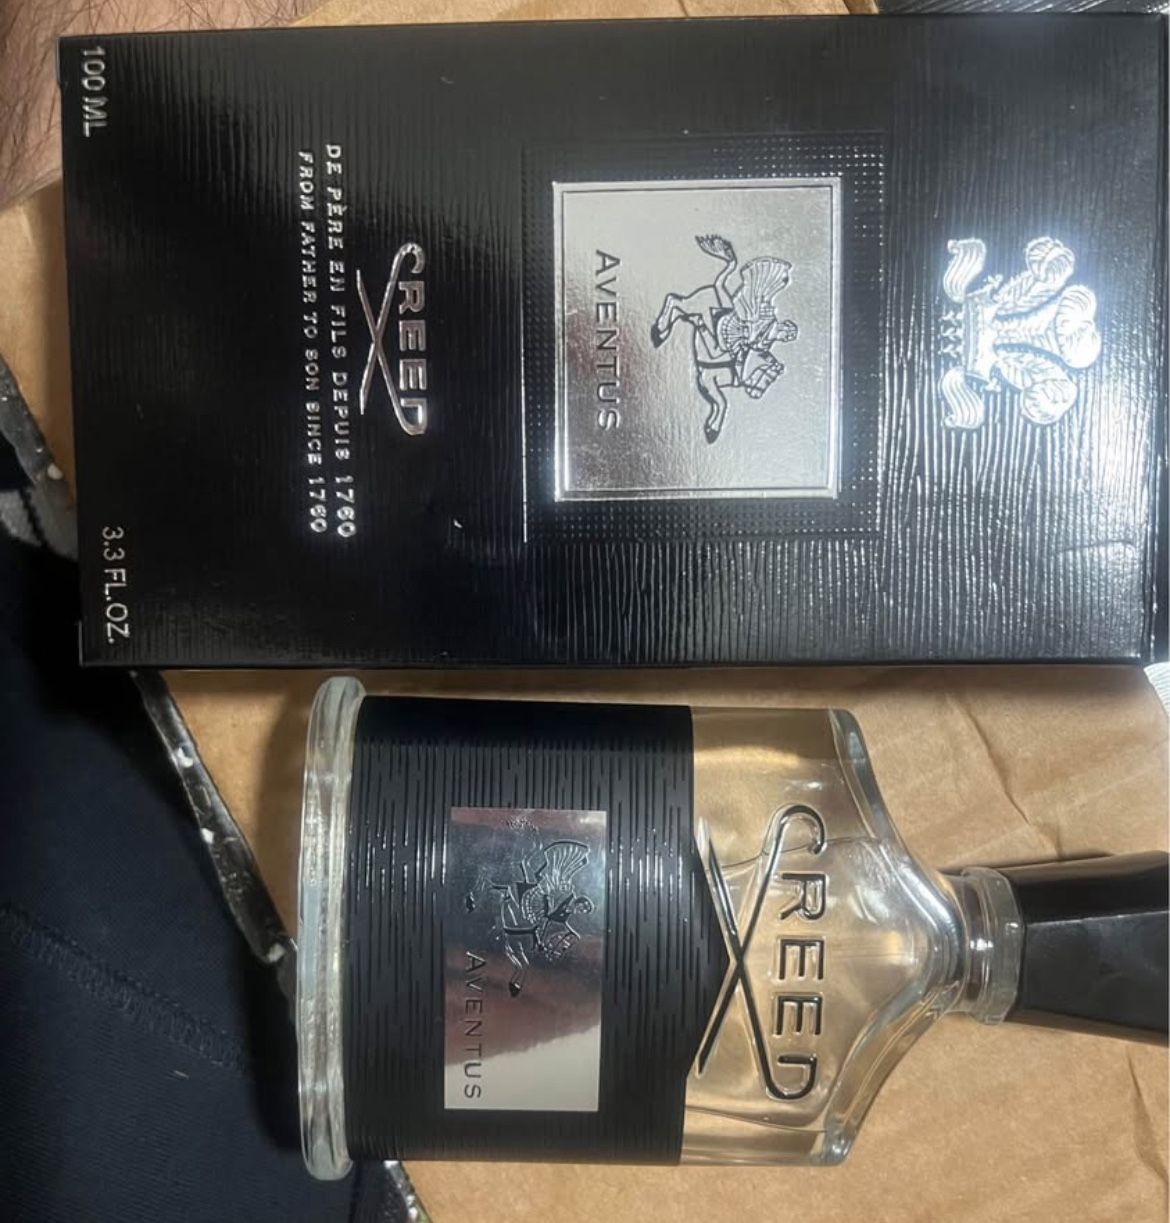 AVENTUS
CREED
DE PÈRE EN FILS DEPUIS 1760
FROM FATHER TO SON SINCE 1760
100 ML
3.3 FL.OZ.
CREED
AVENTUS